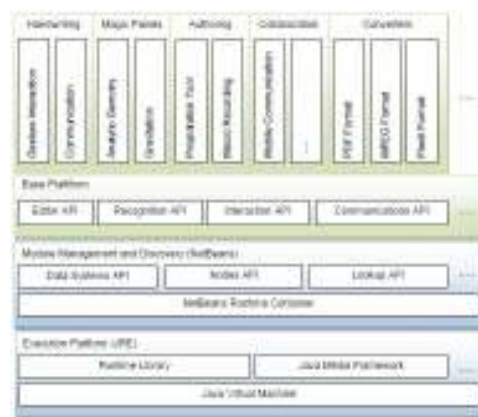 Handwriting Magic Panels Authoring Collaboration Converters
Gesture Interaction
Communication
Analytic Geometry
Gravitation
Presentation Tool
Macro Recording
Mobile Communication
...
PDF Format
JMPEG Format
Flash Format
....
Base Platform
Editor API Recognition API Interaction API Communications API ....
Module Management and Discovery (NetBeans)
Data Systems API Nodes API Lookup API ....
NetBeans Runtime Container
Execution Platform (JRE)
Runtime Library Java Media Framework ....
Java Virtual Machine